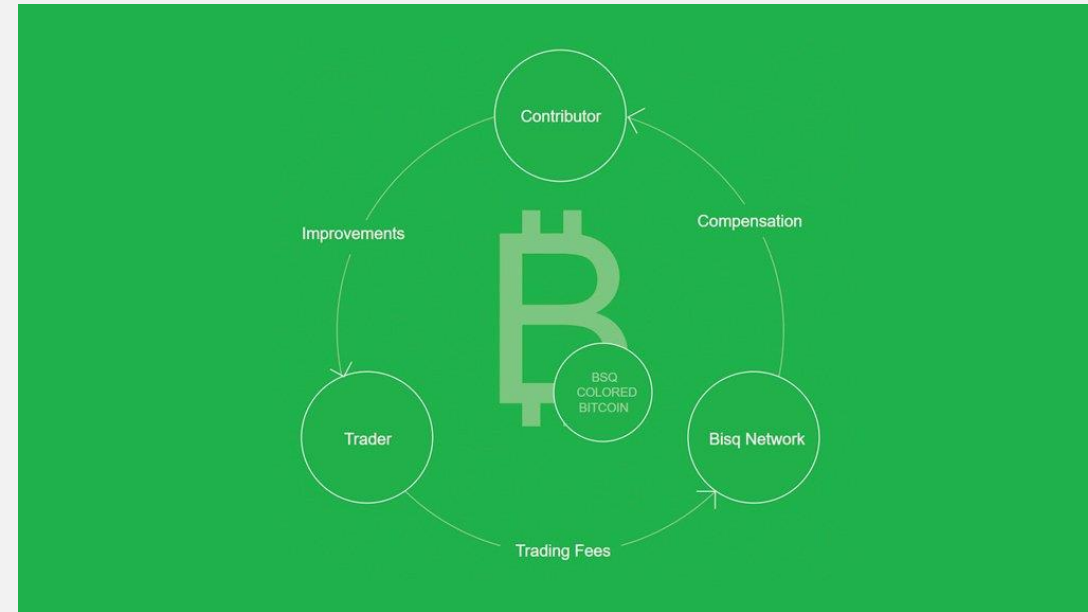 Contributor
Improvements
Compensation
BSQ
COLORED
BITCOIN
Trader
Bisq Network
Trading Fees